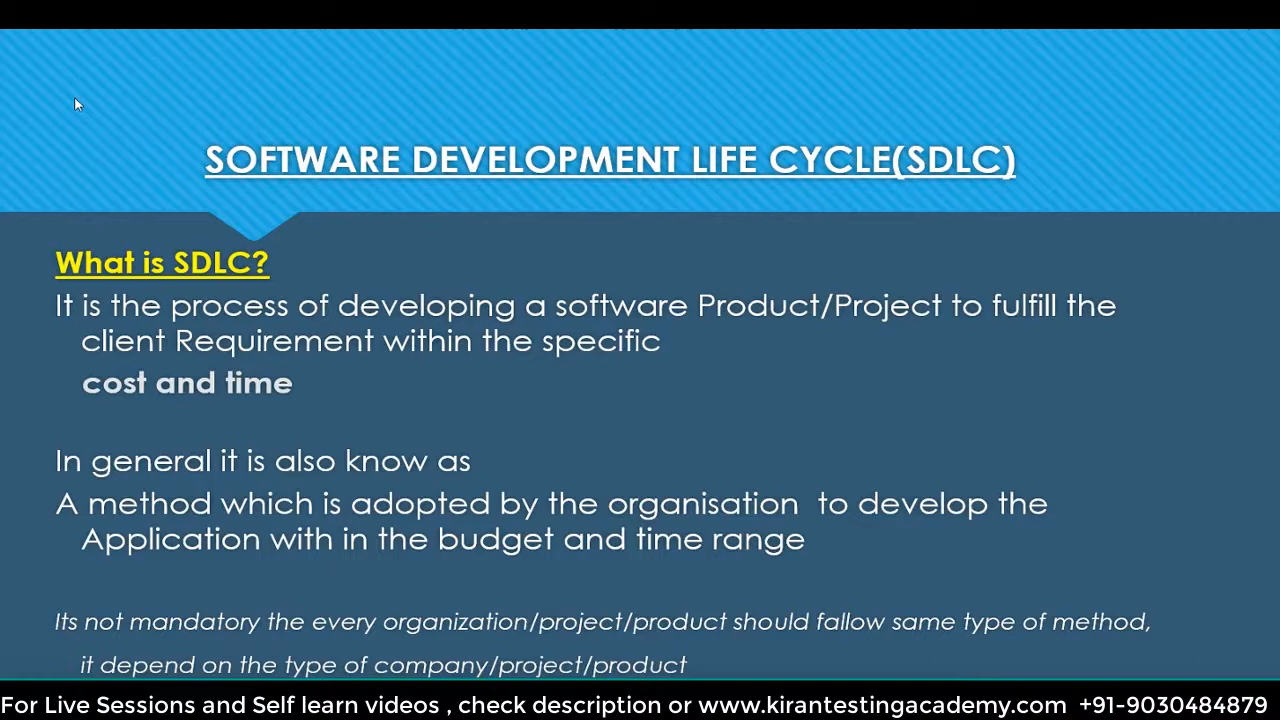 SOFTWARE DEVELOPMENT LIFE CYCLE(SDLC)
What is SDLC?
It is the process of developing a software Product/Project to fulfill the
client Requirement within the specific
cost and time
In general it is also know as
A method which is adopted by the organisation to develop the
Application with in the budget and time range
Its not mandatory the every organization/project/product should fallow same type of method,
it depend on the type of company/project/product
For Live Sessions and Self learn videos , check description or www.kirantestingacademy.com +91-9030484879